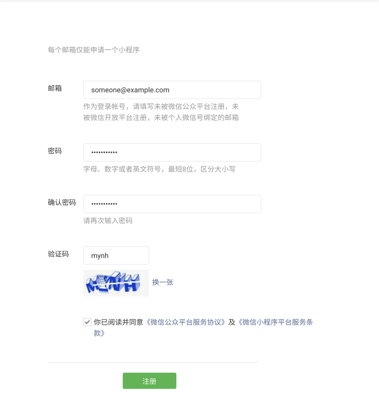 每个邮箱仅能申请一个小程序
邮箱
someone@example.com
作为登录帐号，请填写未被微信公众平台注册，未
被微信开放平台注册，未被个人微信号绑定的邮箱
密码
•••••••••••
字母、数字或者英文符号，最短8位，区分大小写
确认密码
•••••••••••
请再次输入密码
验证码
mynh
MYNH
换一张
你已阅读并同意《微信公众平台服务协议》及《微信小程序平台服务条
款》
注册